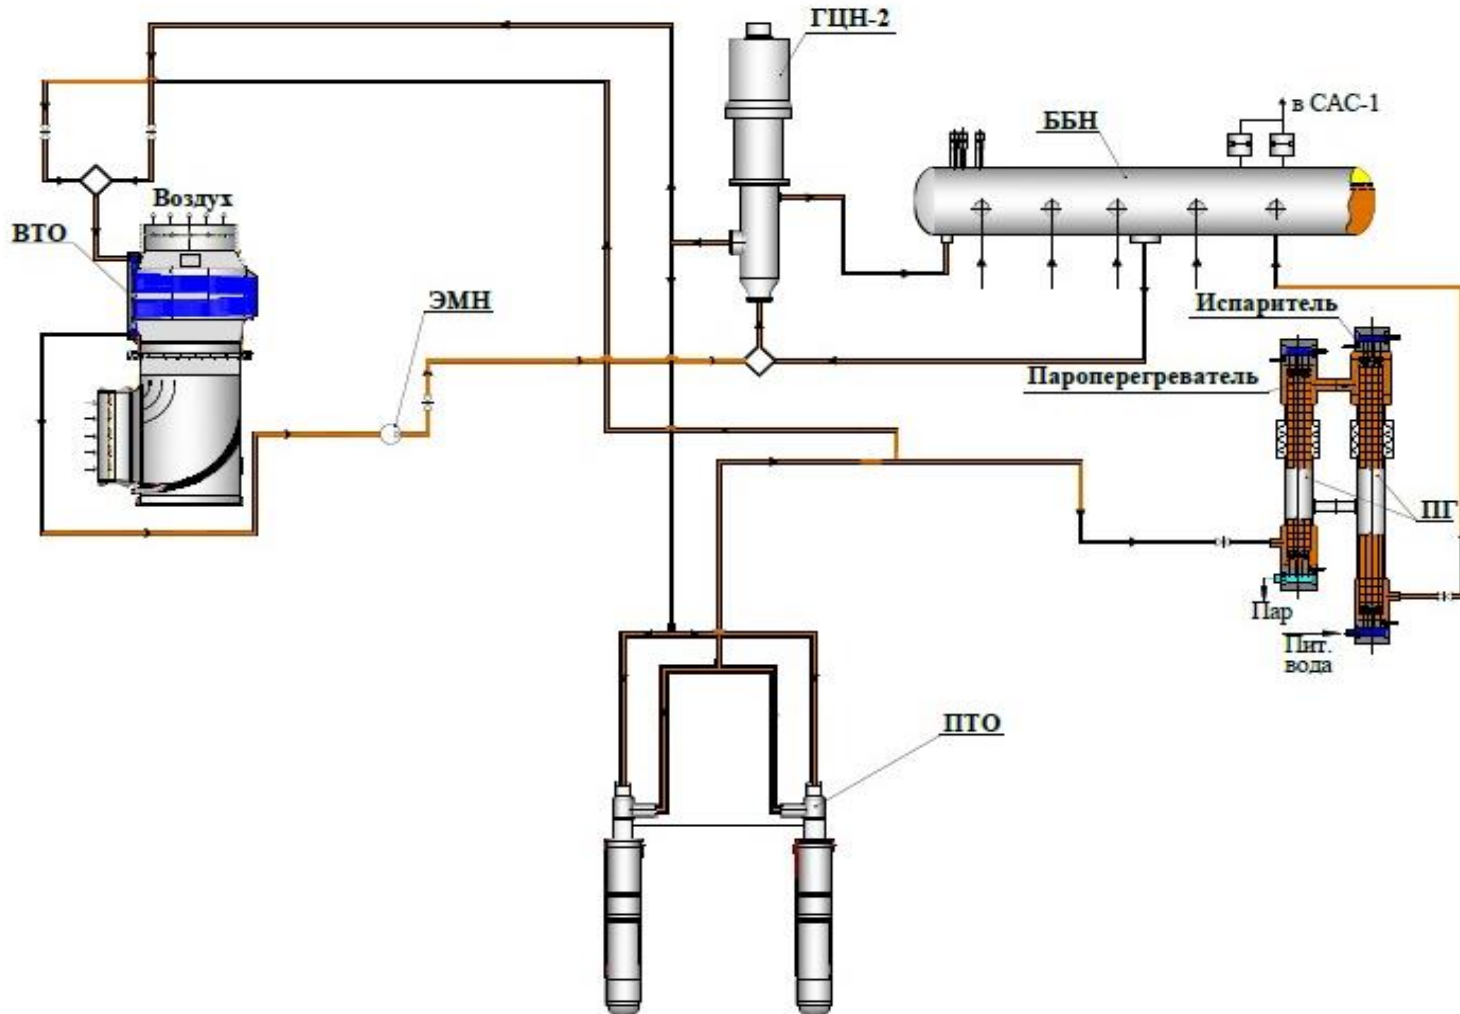 ГЦН-2
в САС-1
ББН
Воздух
ВТО
ЭМН
Испаритель
Пароперегреватель
ПГ
Пар
Пит.
вода
ПТО